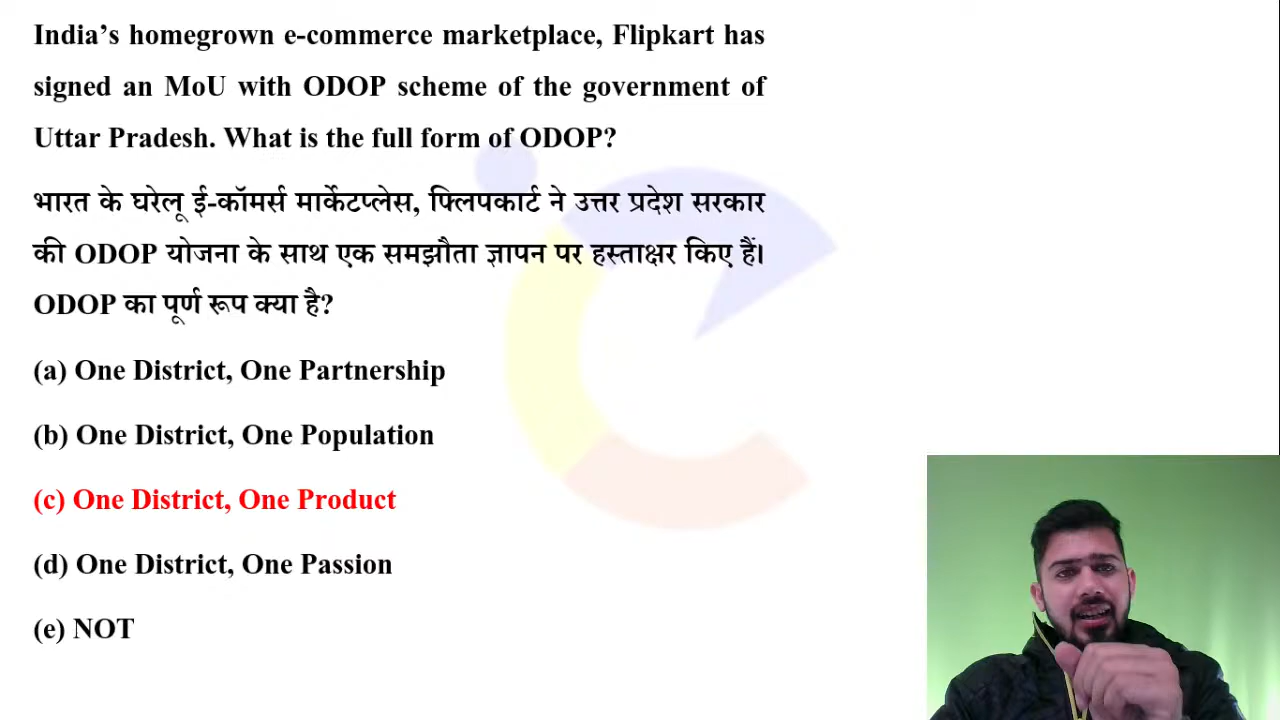 India’s homegrown e-commerce marketplace, Flipkart has
signed an MoU with ODOP scheme of the government of
Uttar Pradesh. What is the full form of ODOP?
भारत के घरेलू ई-कॉमर्स मार्केटप्लेस, फ्लिपकार्ट ने उत्तर प्रदेश सरकार
की ODOP योजना के साथ एक समझौता ज्ञापन पर हस्ताक्षर किए हैं।
ODOP का पूर्ण रूप क्या है?
(a) One District, One Partnership
(b) One District, One Population
(c) One District, One Product
(d) One District, One Passion
(e) NOT